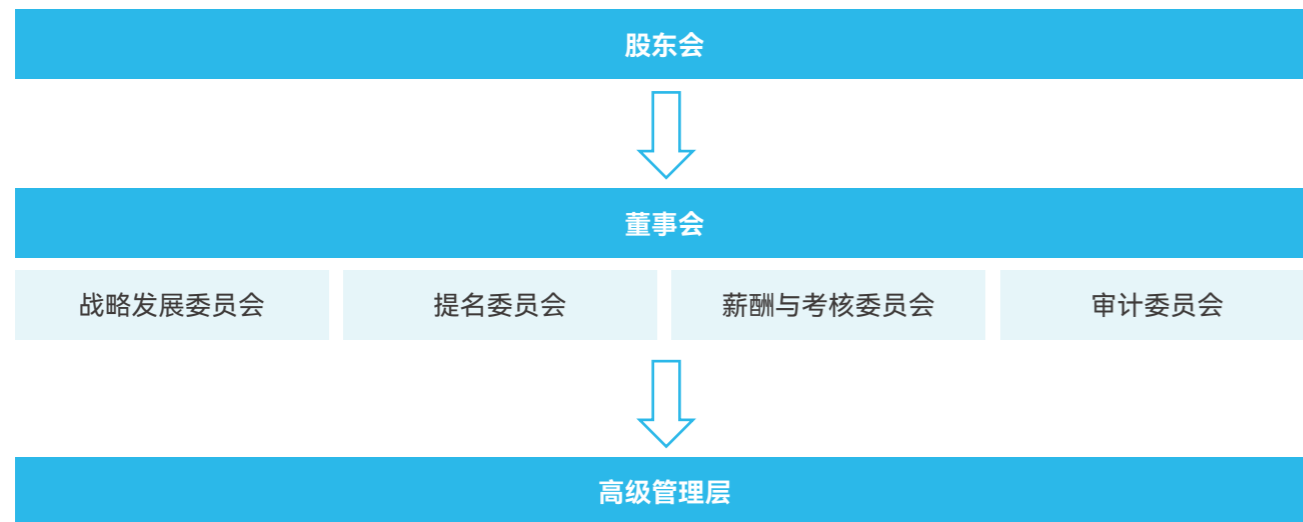 股东会
董事会
战略发展委员会
提名委员会
薪酬与考核委员会
审计委员会
高级管理层